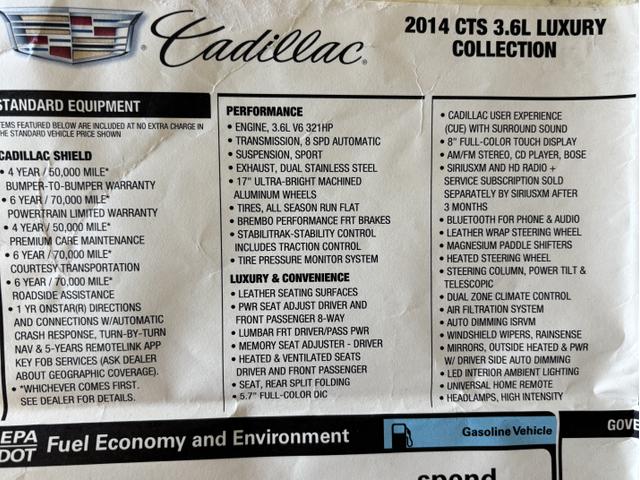 Cadillac
2014 CTS 3.6L LUXURY
COLLECTION
STANDARD EQUIPMENT
ITEMS FEATURED BELOW ARE INCLUDED AT NO EXTRA CHARGE IN
THE STANDARD VEHICLE PRICE SHOWN
CADILLAC SHIELD
• 4 YEAR / 50,000 MILE*
BUMPER-TO-BUMPER WARRANTY
• 6 YEAR / 70,000 MILE*
POWERTRAIN LIMITED WARRANTY
• 4 YEAR / 50,000 MILE*
PREMIUM CARE MAINTENANCE
• 6 YEAR / 70,000 MILE*
COURTESY TRANSPORTATION
• 6 YEAR / 70,000 MILE*
ROADSIDE ASSISTANCE
• 1 YR ONSTAR(R) DIRECTIONS
AND CONNECTIONS W/AUTOMATIC
CRASH RESPONSE, TURN-BY-TURN
NAV & 5-YEARS REMOTELINK APP
KEY FOB SERVICES (ASK DEALER
ABOUT GEOGRAPHIC COVERAGE).
• *WHICHEVER COMES FIRST.
SEE DEALER FOR DETAILS.
PERFORMANCE
• ENGINE, 3.6L V6 321HP
• TRANSMISSION, 8 SPD AUTOMATIC
• SUSPENSION, SPORT
• EXHAUST, DUAL STAINLESS STEEL
• 17" ULTRA-BRIGHT MACHINED
ALUMINUM WHEELS
• TIRES, ALL SEASON RUN FLAT
• BREMBO PERFORMANCE FRT BRAKES
• STABILITRAK-STABILITY CONTROL
INCLUDES TRACTION CONTROL
• TIRE PRESSURE MONITOR SYSTEM
LUXURY & CONVENIENCE
• LEATHER SEATING SURFACES
• PWR SEAT ADJUST DRIVER AND
FRONT PASSENGER 8-WAY
• LUMBAR FRT DRIVER/PASS PWR
• MEMORY SEAT ADJUSTER - DRIVER
• HEATED & VENTILATED SEATS
DRIVER AND FRONT PASSENGER
• SEAT, REAR SPLIT FOLDING
• 5.7" FULL-COLOR DIC
• CADILLAC USER EXPERIENCE
(CUE) WITH SURROUND SOUND
• 8" FULL-COLOR TOUCH DISPLAY
• AM/FM STEREO, CD PLAYER, BOSE
• SIRIUSXM AND HD RADIO +
SERVICE SUBSCRIPTION SOLD
SEPARATELY BY SIRIUSXM AFTER
3 MONTHS
• BLUETOOTH FOR PHONE & AUDIO
• LEATHER WRAP STEERING WHEEL
• MAGNESIUM PADDLE SHIFTERS
• HEATED STEERING WHEEL
• STEERING COLUMN, POWER TILT &
TELESCOPIC
• DUAL ZONE CLIMATE CONTROL
• AIR FILTRATION SYSTEM
• AUTO DIMMING ISRVM
• WINDSHIELD WIPERS, RAINSENSE
• MIRRORS, OUTSIDE HEATED & PWR
W/ DRIVER SIDE AUTO DIMMING
• LED INTERIOR AMBIENT LIGHTING
• UNIVERSAL HOME REMOTE
• HEADLAMPS, HIGH INTENSITY
EPA
DOT
Fuel Economy and Environment
Gasoline Vehicle
GOVE
spend